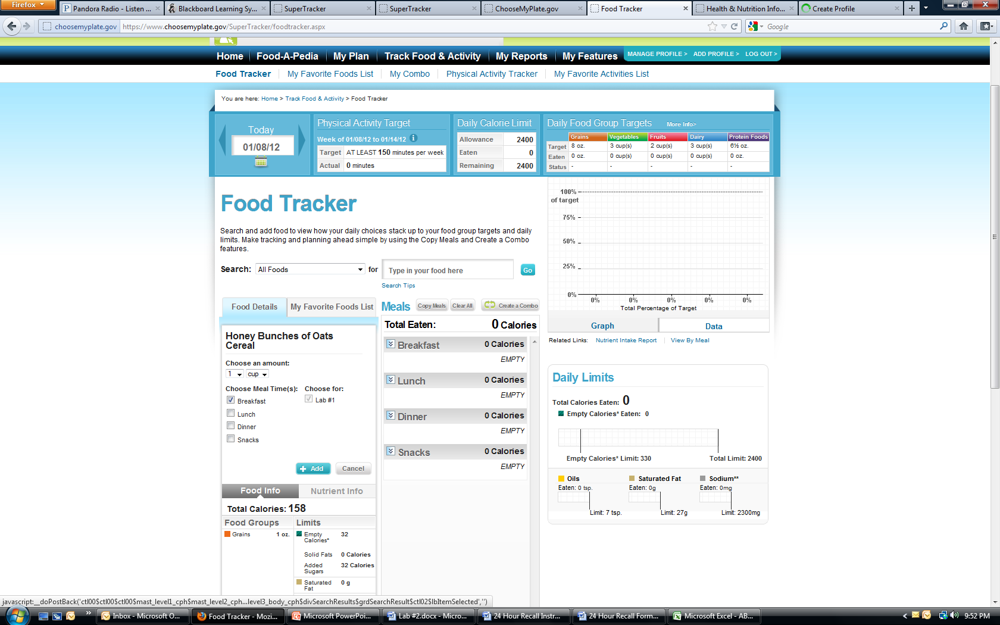 Firefox
Pandora Radio - Listen ...
Blackboard Learning Sy...
SuperTracker
SuperTracker
ChooseMyPlate.gov
Food Tracker
Health & Nutrition Info...
Create Profile
choosemyplate.gov
https://www.choosemyplate.gov/SuperTracker/foodtracker.aspx
Google
Home
Food-A-Pedia
My Plan
Track Food & Activity
My Reports
My Features
MANAGE PROFILE >
ADD PROFILE >
LOG OUT >
Food Tracker
My Favorite Foods List
My Combo
Physical Activity Tracker
My Favorite Activities List
You are here: Home > Track Food & Activity > Food Tracker
Today
01/08/12
Physical Activity Target
Week of 01/08/12 to 01/14/12 i
Target AT LEAST 150 minutes per week
Actual 0 minutes
Daily Calorie Limit
Allowance 2400
Eaten 0
Remaining 2400
Daily Food Group Targets More Info>
Grains Vegetables Fruits Dairy Protein Foods
Target 8 oz. 3 cup(s) 2 cup(s) 3 cup(s) 6½ oz.
Eaten 0 oz. 0 cup(s) 0 cup(s) 0 cup(s) 0 oz.
Status - - - - -
Food Tracker
Search and add food to view how your daily choices stack up to your food group targets and daily
limits. Make tracking and planning ahead simple by using the Copy Meals and Create a Combo
features.
Search: All Foods for Type in your food here Go
Search Tips
Food Details
My Favorite Foods List
Honey Bunches of Oats
Cereal
Choose an amount:
1 cup
Choose Meal Time(s): Choose for:
Breakfast Lab #1
Lunch
Dinner
Snacks
Add Cancel
Food Info Nutrient Info
Total Calories: 158
Food Groups Limits
Grains 1 oz. Empty 32
Calories*
Solid Fats 0 Calories
Added 32 Calories
Sugars
Saturated 0 g
Fat
Meals Copy Meals Clear All Create a Combo
Total Eaten: 0 Calories
Breakfast 0 Calories
EMPTY
Lunch 0 Calories
EMPTY
Dinner 0 Calories
EMPTY
Snacks 0 Calories
EMPTY
100%
of target
75%
50%
25%
0%
0% 0% 0% 0% 0%
Total Percentage of Target
Graph Data
Related Links: Nutrient Intake Report View By Meal
Daily Limits
Total Calories Eaten: 0
Empty Calories* Eaten: 0
Empty Calories* Limit: 330 Total Limit: 2400
Oils Saturated Fat Sodium**
Eaten: 0 tsp. Eaten: 0g Eaten: 0mg
Limit: 7 tsp. Limit: 27g Limit: 2300mg
javascript:__doPostBack('ctl00$ctl00$ctl00$mast_level1_cph$mast_level2_cph...level3_body_cph$divSearchResults$grdSearchResult$ctl02$lbItemSelected','')
Inbox - Microsoft O...
Food Tracker - Mozi...
Microsoft PowerPoi...
Lab #2.docx - Micro...
24 Hour Recall Instr...
24 Hour Recall Form...
Microsoft Excel - AB...
9:52 PM